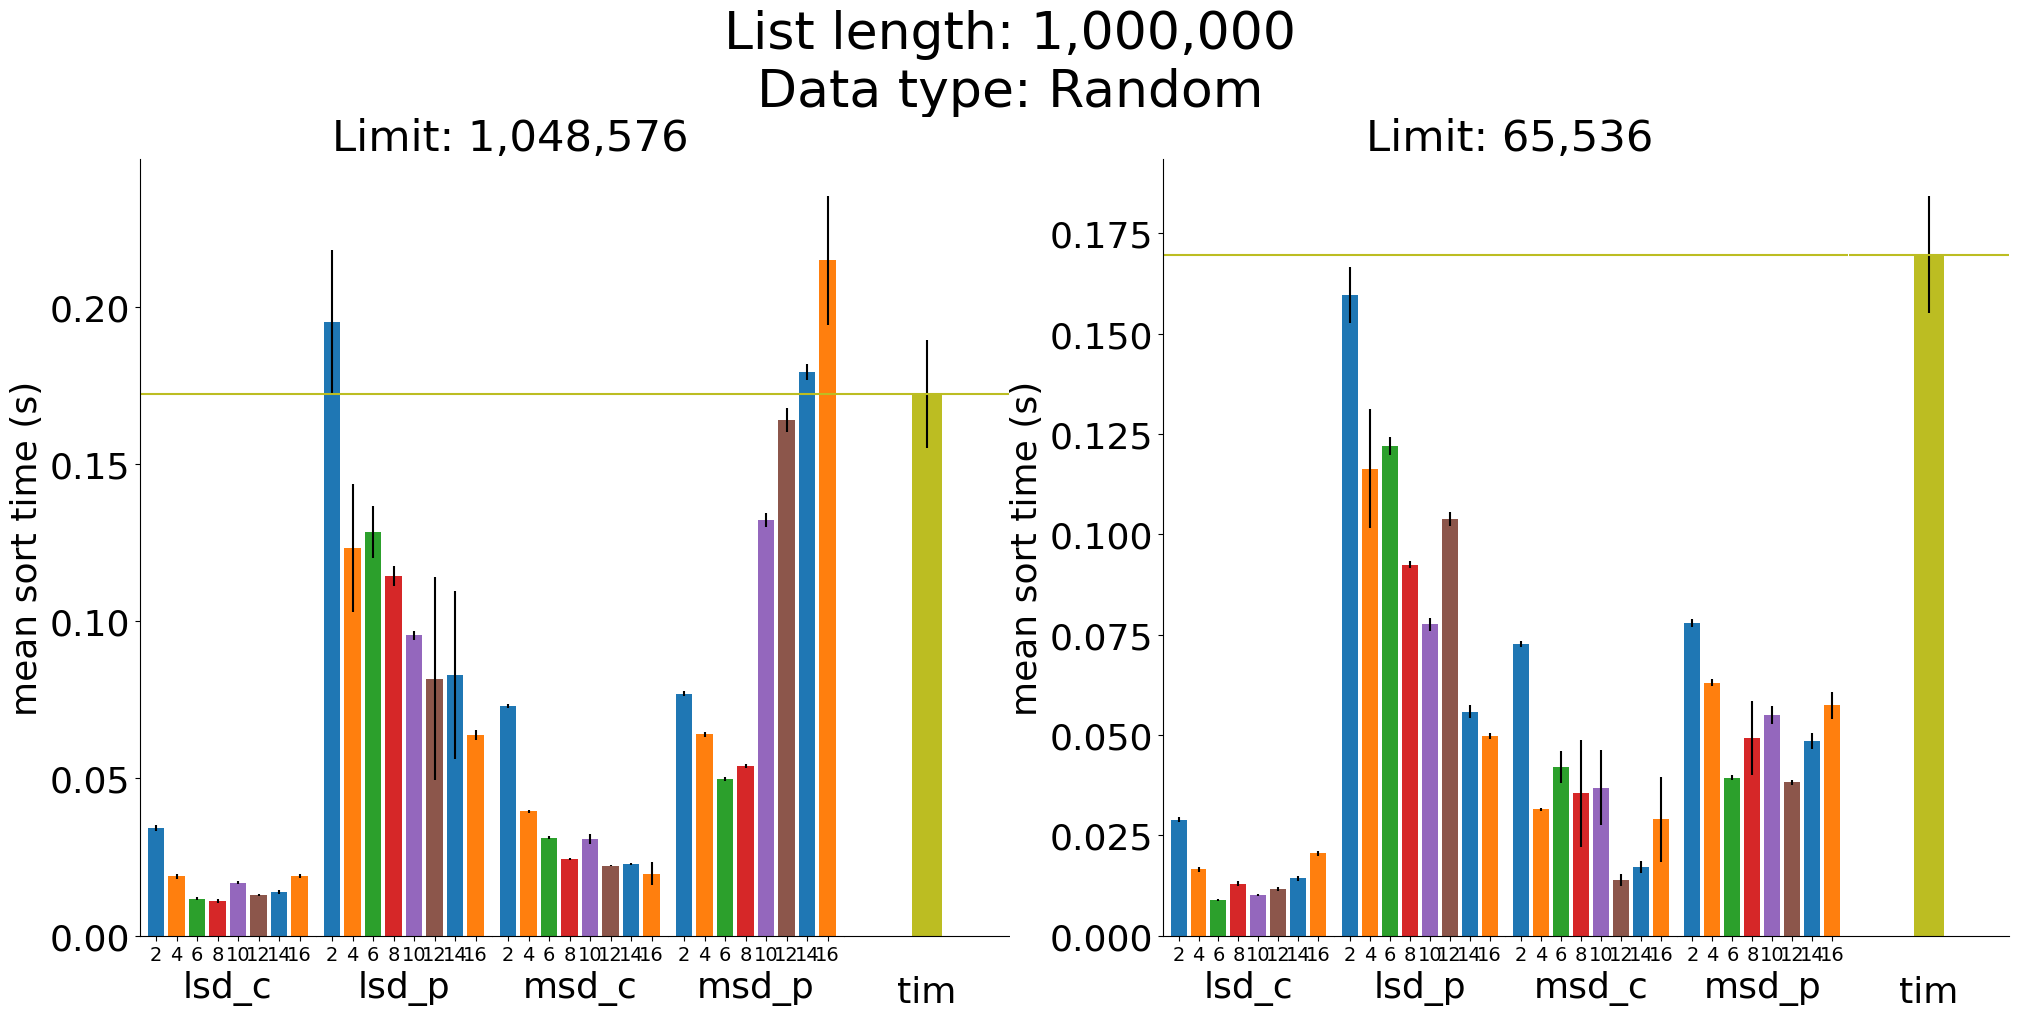 List length: 1,000,000
Data type: Random
Limit: 1,048,576
mean sort time (s)
0.20
0.15
0.10
0.05
0.00
2 4 6 8 10 12 14 16
2 4 6 8 10 12 14 16
2 4 6 8 10 12 14 16
2 4 6 8 10 12 14 16
lsd_c
lsd_p
msd_c
msd_p
tim
Limit: 65,536
mean sort time (s)
0.175
0.150
0.125
0.100
0.075
0.050
0.025
0.000
2 4 6 8 10 12 14 16
2 4 6 8 10 12 14 16
2 4 6 8 10 12 14 16
2 4 6 8 10 12 14 16
lsd_c
lsd_p
msd_c
msd_p
tim